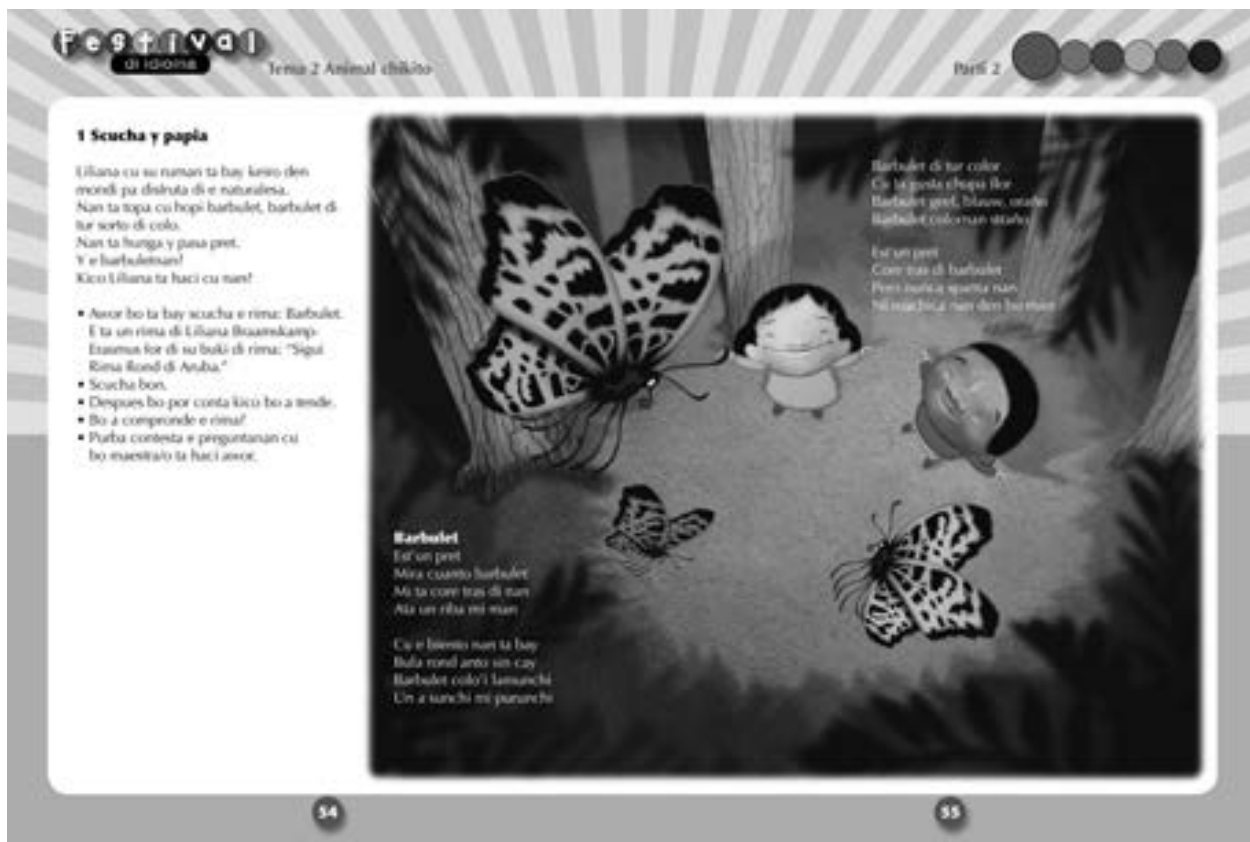 Festival
di idioma
Tema 2 Animal chikito
Parti 2
1 Scucha y papia
Liliana cu su ruman ta bay keiro den
mondi pa disfruta di e naturalesa.
Nan ta topa cu hopi barbulet, barbulet di
tur sorto di colo.
Nan ta hunga y pasa pret.
Y e barbuletnan?
Kico Liliana ta haci cu nan?
• Awor bo ta bay scucha e rima: Barbulet.
E ta un rima di Liliana Braamskamp-
Erasmus for di su buki di rima: "Sigui
Rima Rond di Aruba."
• Scucha bon.
• Despues bo por conta kico bo a tende.
• Bo a compronde e rima?
• Purba contesta e preguntanan cu
bo maestra/o ta haci awor.
Barbulet
Est'un pret
Mira cuanto barbulet
Mi ta core tras di nan
Ata un riba mi man
Cu e biento nan ta bay
Bula rond anto sin cay
Barbulet colo'i lamunchi
Un a sunchi mi purunchi
Barbulet di tur color
Cu ta gusta chupa flor
Barbulet geel, blauw, oraño
Barbulet colornan straño
Est'un pret
Core tras di barbulet
Pero nunca spanta nan
Ni machica nan den bo man
54
55